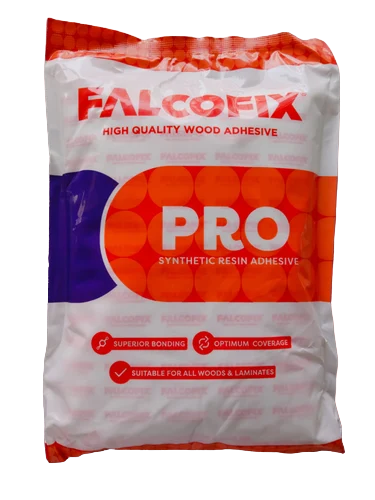 FALCOFIX
HIGH QUALITY WOOD ADHESIVE
PRO
SYNTHETIC RESIN ADHESIVE
SUPERIOR BONDING
OPTIMUM COVERAGE
SUITABLE FOR ALL WOODS & LAMINATES